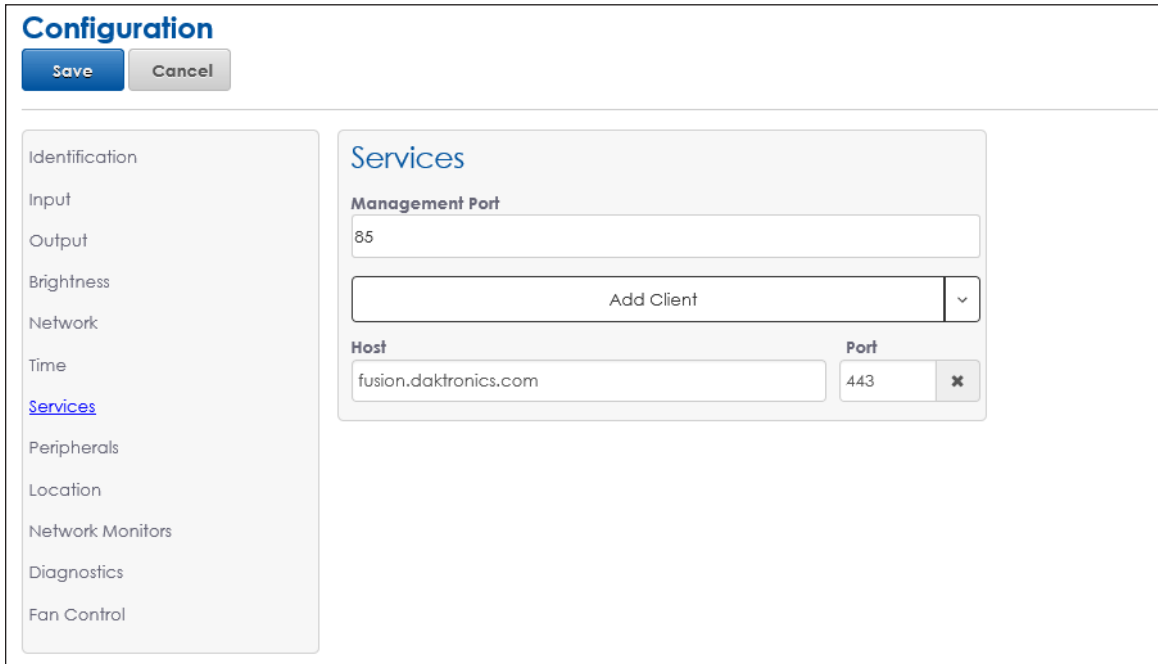 Configuration
Save Cancel
Identification
Input
Output
Brightness
Network
Time
Services
Peripherals
Location
Network Monitors
Diagnostics
Fan Control
Services
Management Port
85
Add Client
Host Port
fusion.daktronics.com 443